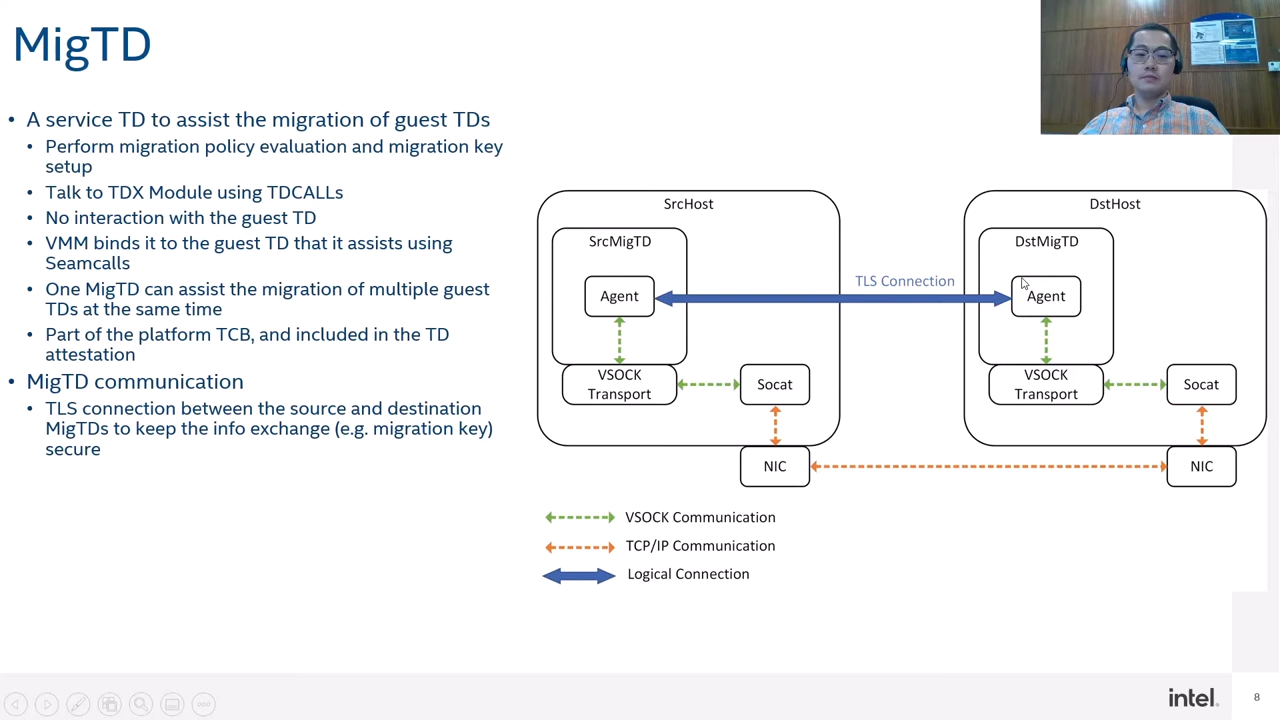 MigTD
• A service TD to assist the migration of guest TDs
• Perform migration policy evaluation and migration key
setup
• Talk to TDX Module using TDCALLs
• No interaction with the guest TD
• VMM binds it to the guest TD that it assists using
Seamcalls
• One MigTD can assist the migration of multiple guest
TDs at the same time
• Part of the platform TCB, and included in the TD
attestation
• MigTD communication
• TLS connection between the source and destination
MigTDs to keep the info exchange (e.g. migration key)
secure
SrcHost
SrcMigTD
Agent
VSOCK
Transport
Socat
NIC
TLS Connection
DstHost
DstMigTD
Agent
VSOCK
Transport
Socat
NIC
VSOCK Communication
TCP/IP Communication
Logical Connection
intel.
8